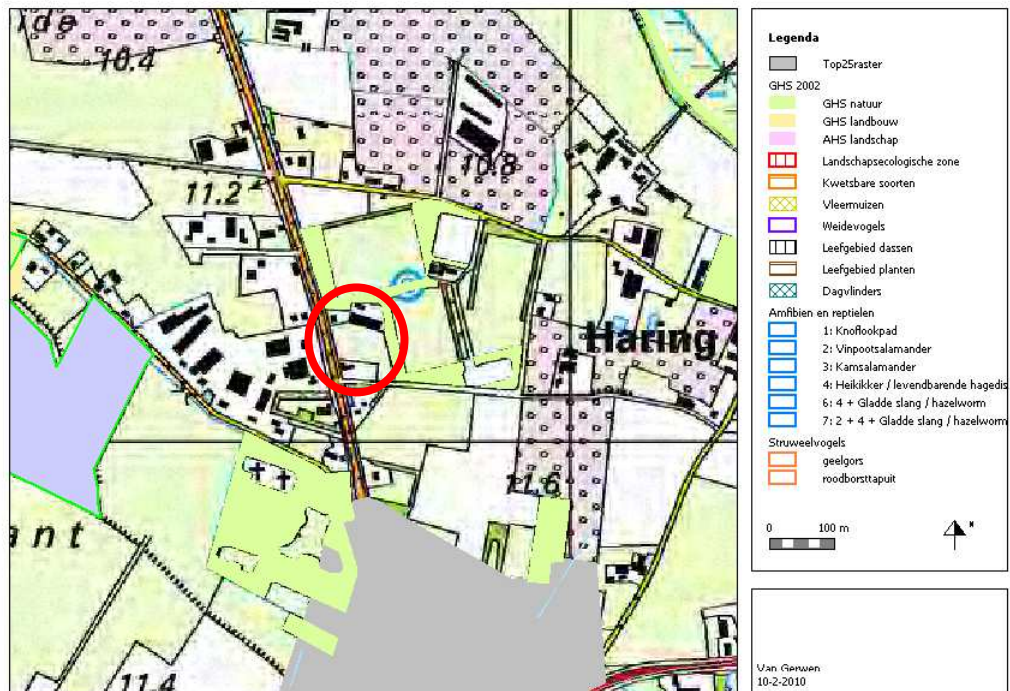 ide
10.4
10.8
11.2
Haring
11.6
ant
11.4
Legenda
Top25raster
GHS 2002
GHS natuur
GHS landbouw
AHS landschap
Landschapsecologische zone
Kwetsbare soorten
Vleermuizen
Weidevogels
Leefgebied dassen
Leefgebied planten
Dagvlinders
Amfibien en reptielen
1: Knoflookpad
2: Vinpootsalamander
3: Kamsalamander
4: Heikikker / levendbarende hagedis
6: 4 + Gladde slang / hazelworm
7: 2 + 4 + Gladde slang / hazelworm
Struweelvogels
geelgors
roodborsttapuit
0 100 m
N
Van Gerwen
10-2-2010